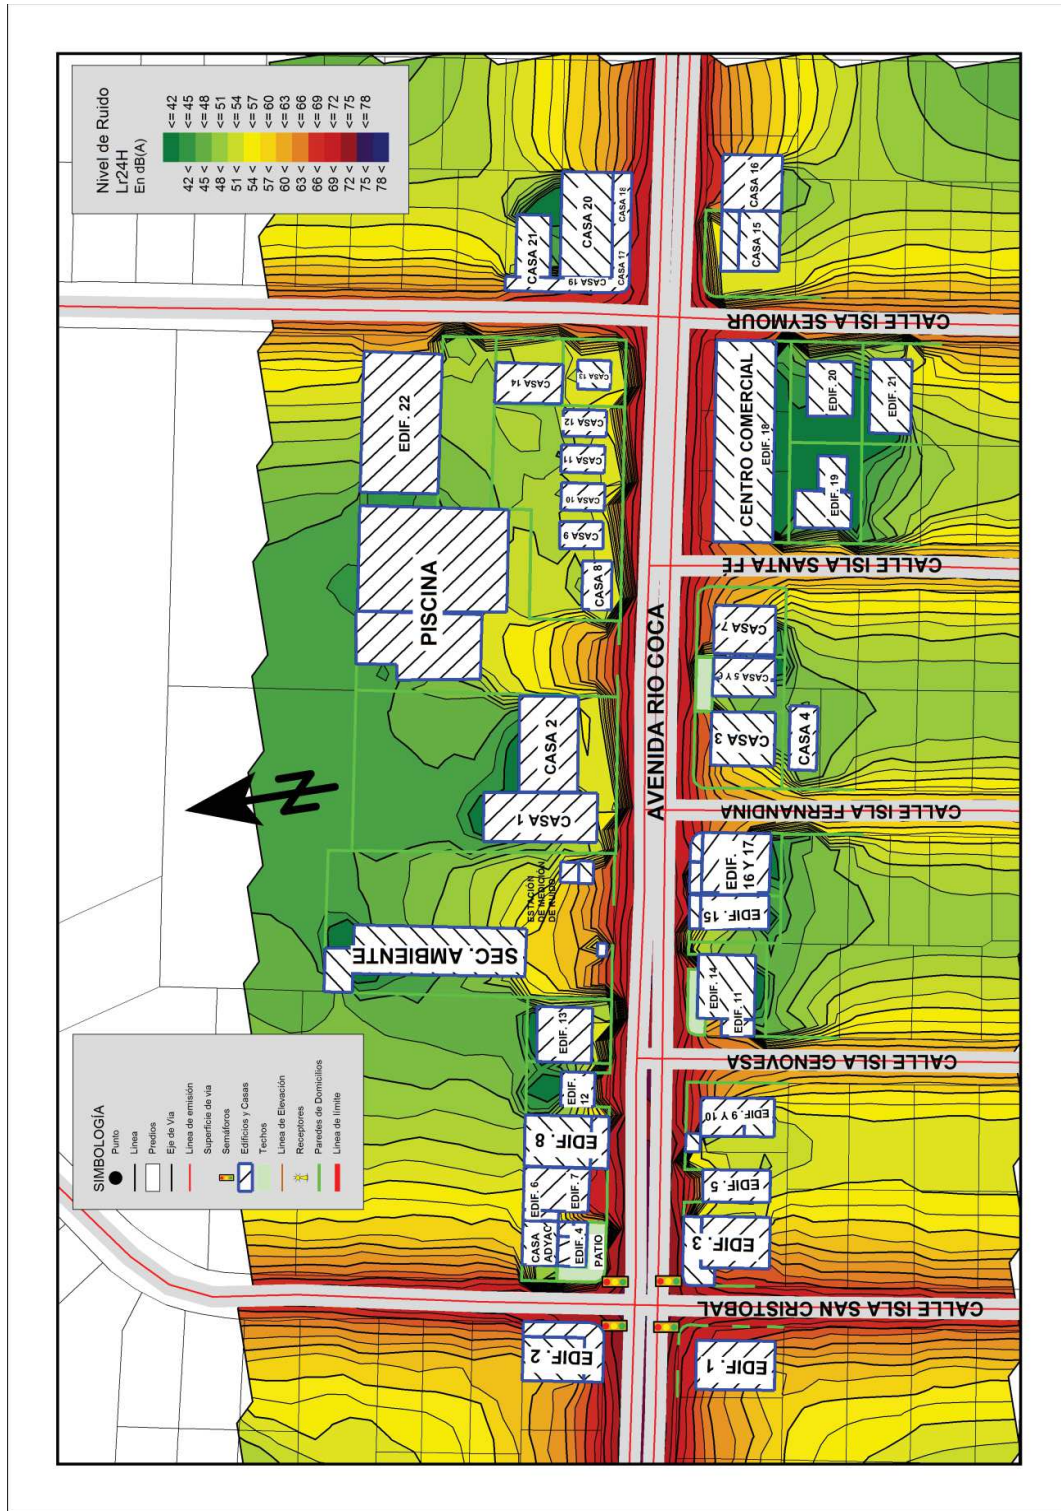 Nivel de Ruido
Lr24H
En dB(A)
<= 42
42 < <= 45
45 < <= 48
48 < <= 51
51 < <= 54
54 < <= 57
57 < <= 60
60 < <= 63
63 < <= 66
66 < <= 69
69 < <= 72
72 < <= 75
75 < <= 78
78 <
SIMBOLOGÍA
Punto
Línea
Predios
Eje de Vía
Línea de emisión
Superficie de vía
Semáforos
Edificios y Casas
Techos
Línea de Elevación
Receptores
Paredes de Domicilios
Línea de límite
N
EDIF. 2
CASA ADYAC
EDIF. 4
PATIO
EDIF. 6
EDIF. 7
EDIF. 8
EDIF. 12
EDIF. 13
SEC. AMBIENTE
ESTACION
DE MEDICION
DE RUIDO
CASA 1
CASA 2
PISCINA
EDIF. 22
CASA 8
CASA 9
CASA 10
CASA 11
CASA 12
CASA 13
CASA 14
CASA 19
CASA 21
CASA 20
CASA 17
CASA 18
AVENIDA RIO COCA
EDIF. 1
EDIF. 3
EDIF. 5
EDIF. 9 Y 10
EDIF. 11
EDIF. 14
EDIF. 15
EDIF.
16 Y 17
CASA 3
CASA 4
CASA 5 Y 6
CASA 7
CENTRO COMERCIAL
EDIF. 18
EDIF. 19
EDIF. 20
EDIF. 21
CASA 15
CASA 16
CALLE ISLA SAN CRISTOBAL
CALLE ISLA GENOVESA
CALLE ISLA FERNANDINA
CALLE ISLA SANTA FE
CALLE ISLA SEYMOUR